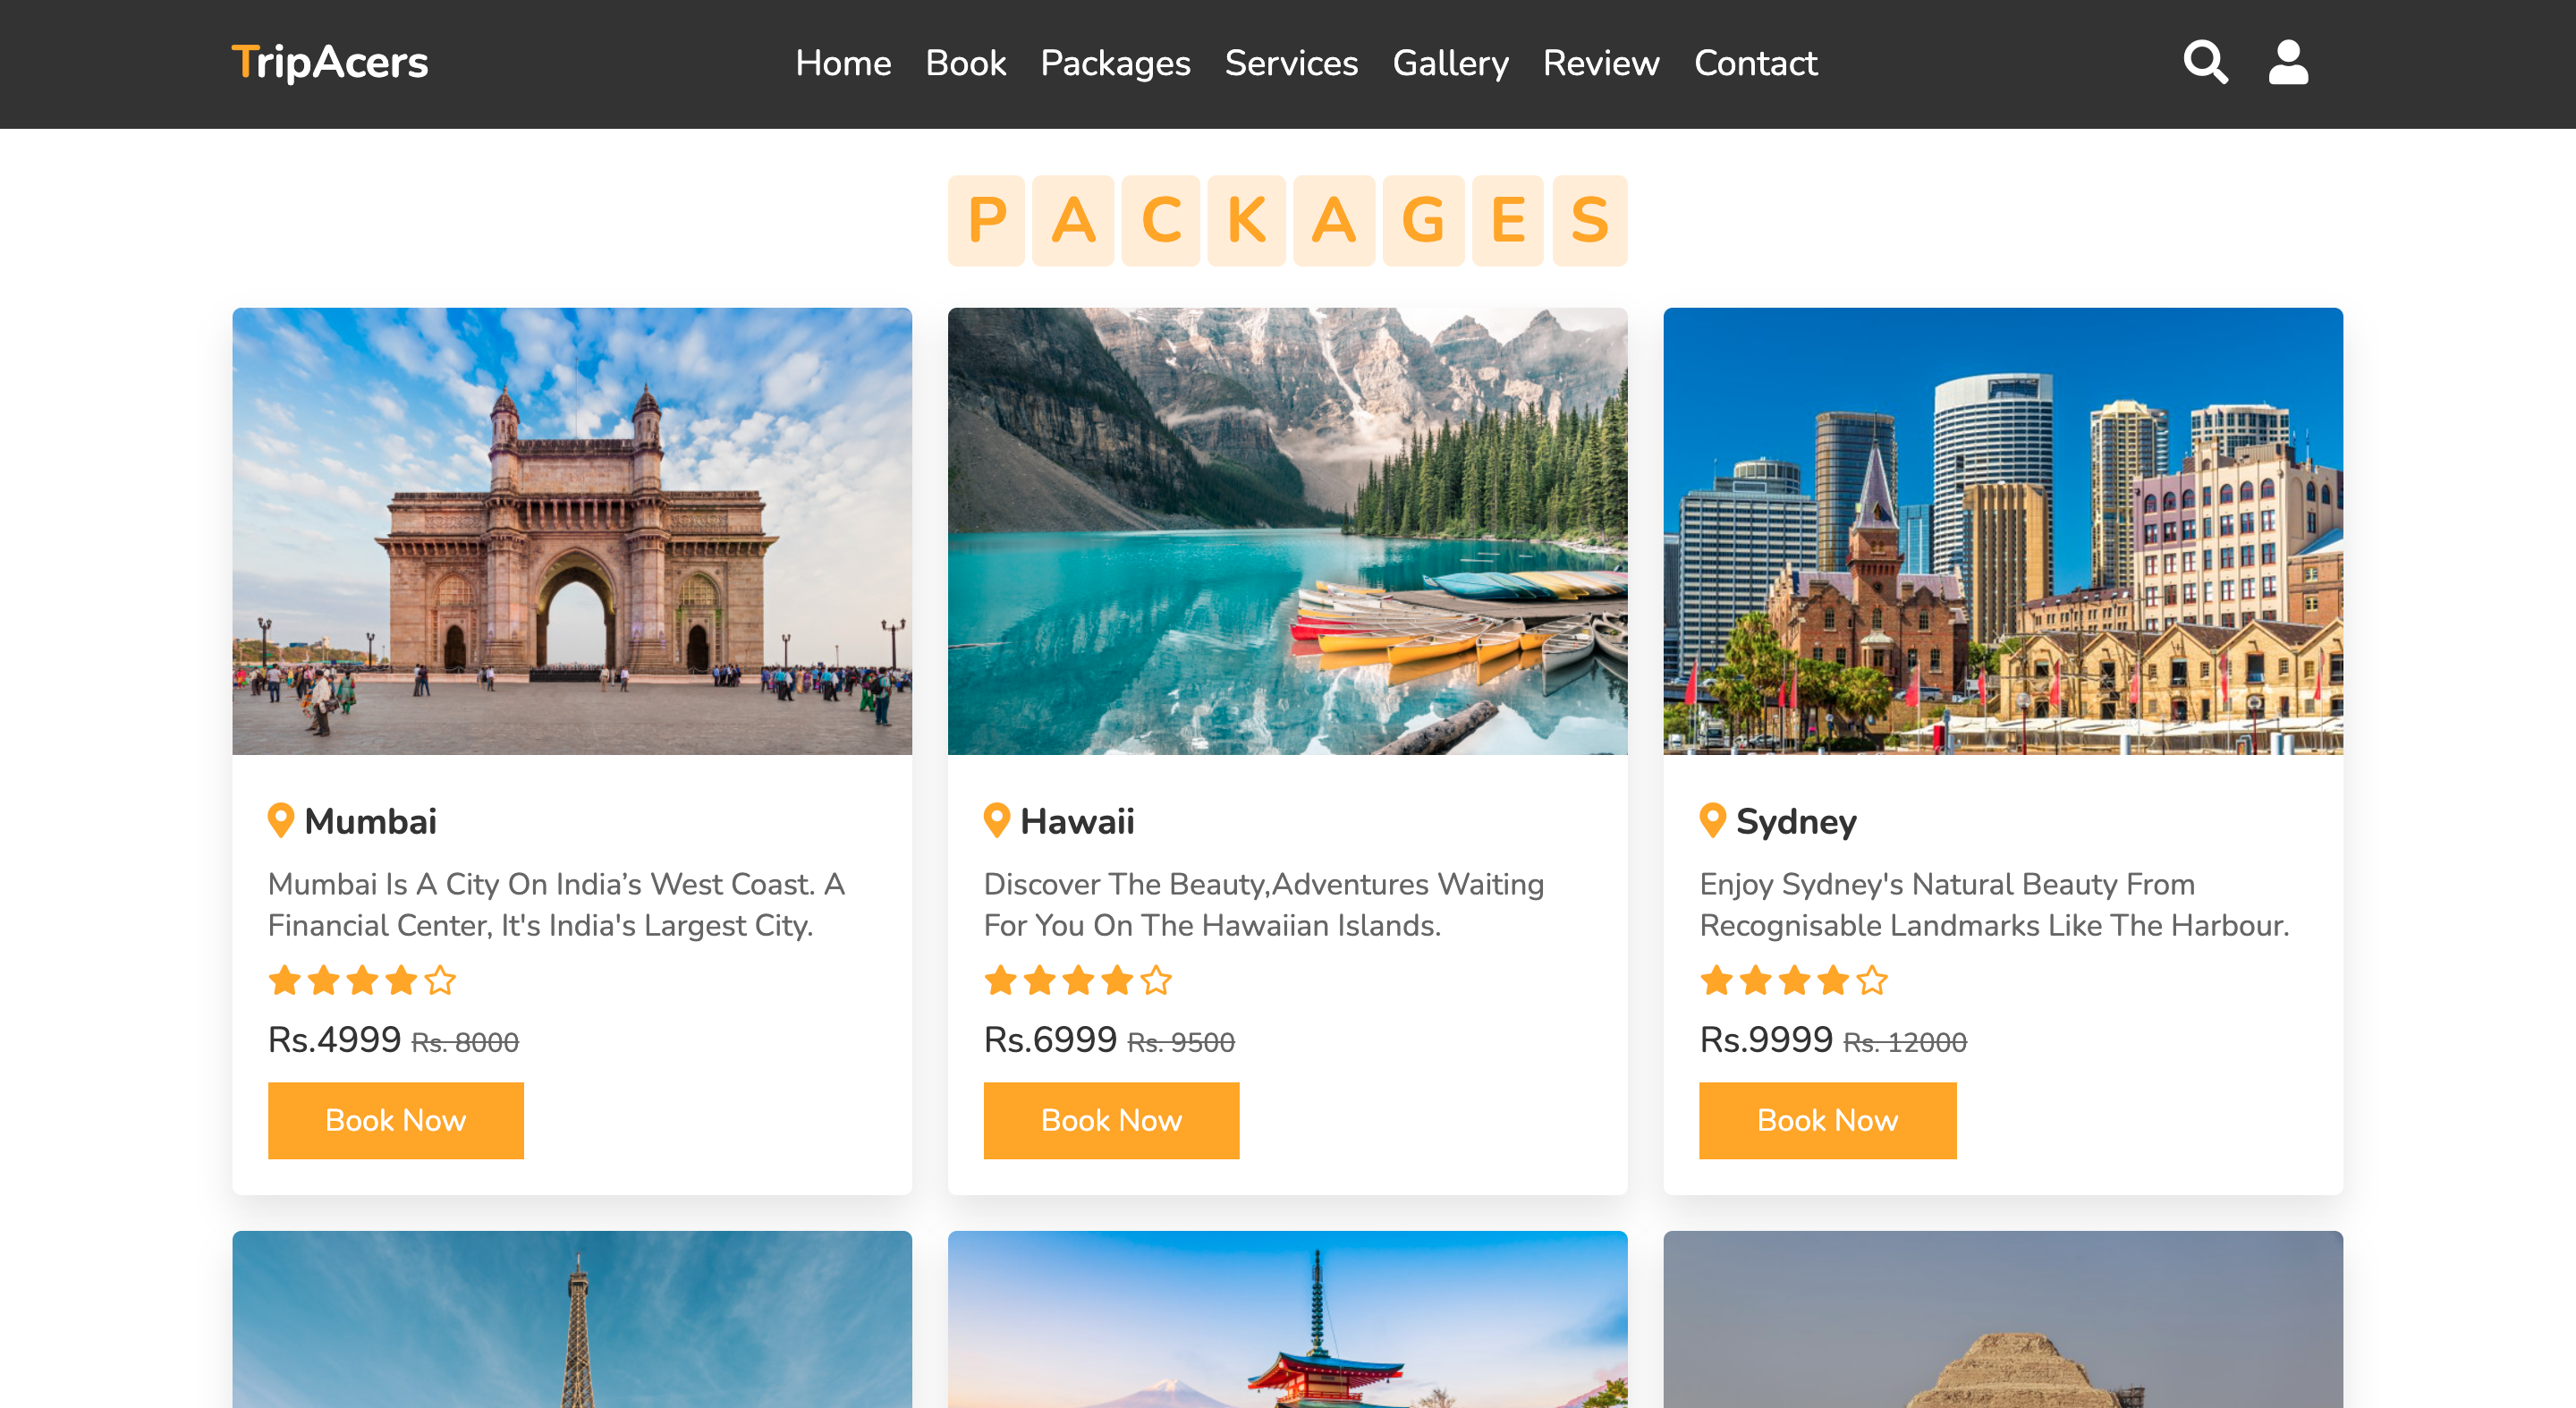 TripAcers
Home Book Packages Services Gallery Review Contact
PACKAGES
Mumbai
Mumbai Is A City On India’s West Coast. A
Financial Center, It's India's Largest City.
Rs.4999 Rs. 8000
Book Now
Hawaii
Discover The Beauty,Adventures Waiting
For You On The Hawaiian Islands.
Rs.6999 Rs. 9500
Book Now
Sydney
Enjoy Sydney's Natural Beauty From
Recognisable Landmarks Like The Harbour.
Rs.9999 Rs. 12000
Book Now